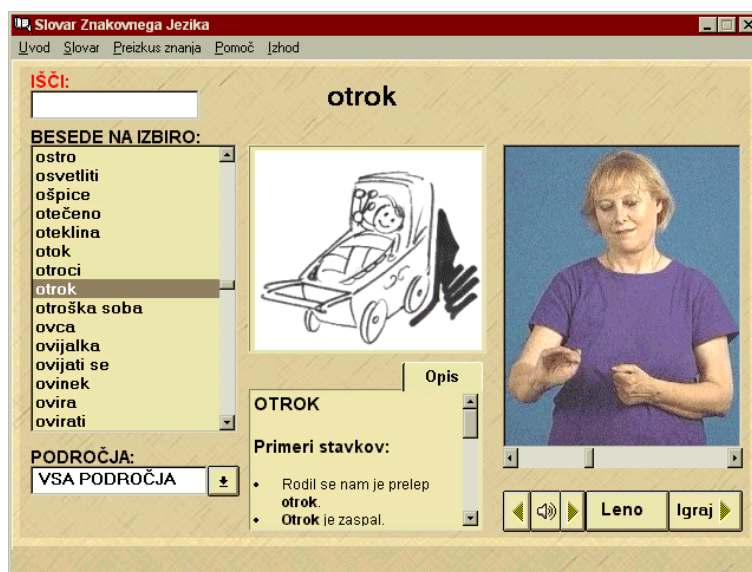 Slovar Znakovnega Jezika
Uvod Slovar Preizkus znanja Pomoč Izhod
IŠČI:
otrok
BESEDE NA IZBIRO:
ostro
osvetliti
ošpice
otečeno
oteklina
otok
otroci
otrok
otroška soba
ovca
ovijalka
ovijati se
ovinek
ovira
ovirati
PODROČJA:
VSA PODROČJA
Opis
OTROK
Primeri stavkov:
• Rodil se nam je prelep
otrok.
• Otrok je zaspal.
Leno Igraj